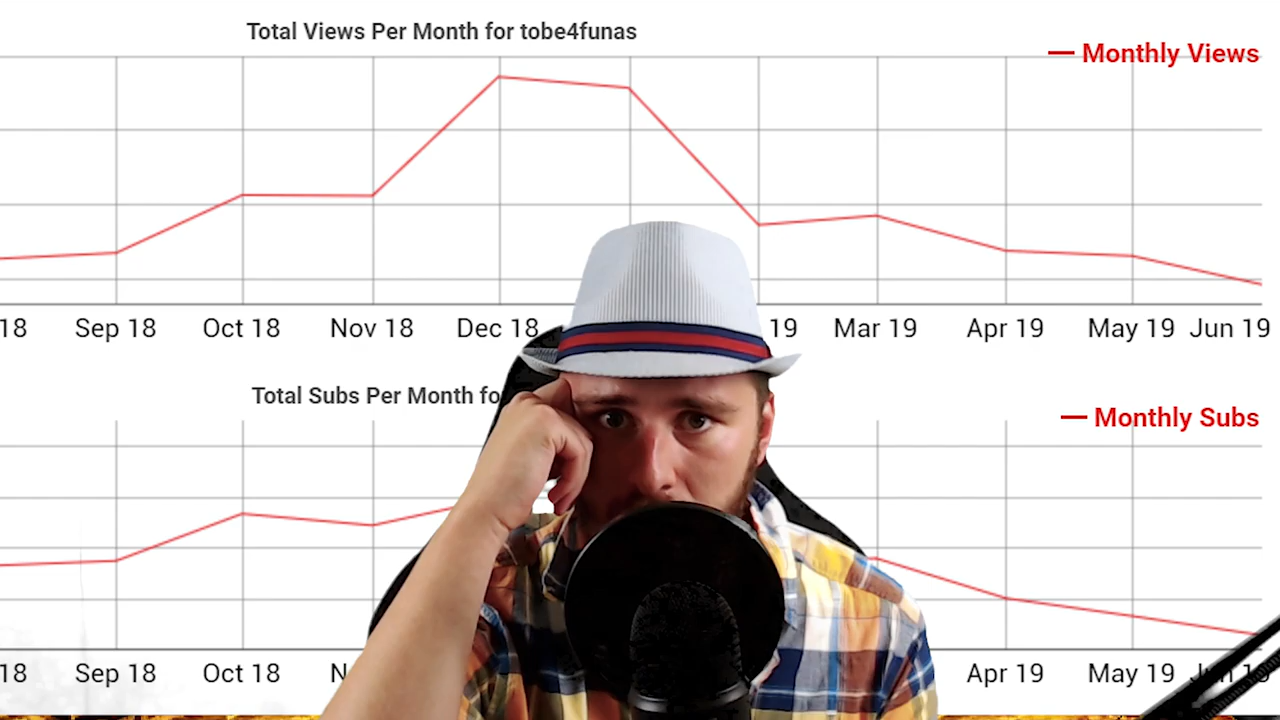 Total Views Per Month for tobe4funas
Monthly Views
18 Sep 18 Oct 18 Nov 18 Dec 18 19 Mar 19 Apr 19 May 19 Jun 19
Total Subs Per Month fo
Monthly Subs
18 Sep 18 Oct 18 N Apr 19 May 19 Jun 19